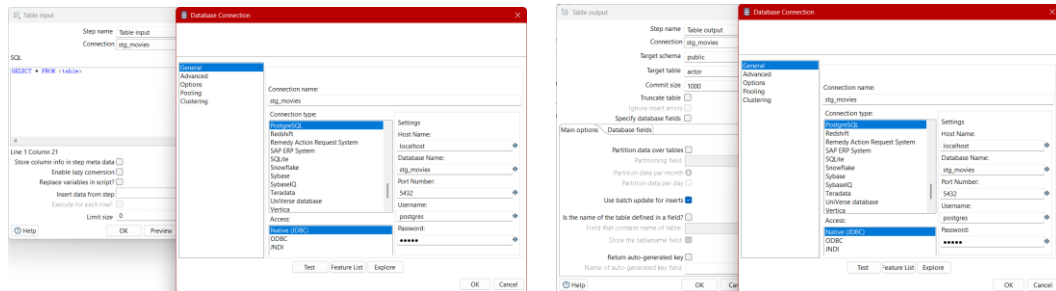 Table input
Step name Table input
Connection stg_movies
SQL
SELECT * FROM <table>
Line 1 Column 21
Store column info in step meta data
Enable lazy conversion
Replace variables in script?
Insert data from step
Execute for each row?
Limit size 0
Help OK Preview
Database Connection
General
Advanced
Options
Pooling
Clustering
Connection name:
stg_movies
Connection type:
PostgreSQL
Redshift
Remedy Action Request System
SAP ERP System
SQLite
Snowflake
Sybase
SybaseIQ
Teradata
UniVerse database
Vertica
Access:
Native (JDBC)
ODBC
JNDI
Settings
Host Name:
localhost
Database Name:
stg_movies
Port Number:
5432
Username:
postgres
Password:
•••••
Test Feature List Explore
OK Cancel
Table output
Step name Table output
Connection stg_movies
Target schema public
Target table actor
Commit size 1000
Truncate table
Ignore insert errors
Specify database fields
Main options Database fields
Partition data over tables
Partitioning field
Partition data per month
Partition data per day
Use batch update for inserts
Is the name of the table defined in a field?
Field that contains name of table:
Store the tablename field
Return auto-generated key
Name of auto-generated key field
Help OK Ca
Database Connection
General
Advanced
Options
Pooling
Clustering
Connection name:
stg_movies
Connection type:
PostgreSQL
Redshift
Remedy Action Request System
SAP ERP System
SQLite
Snowflake
Sybase
SybaseIQ
Teradata
UniVerse database
Vertica
Access:
Native (JDBC)
ODBC
JNDI
Settings
Host Name:
localhost
Database Name:
stg_movies
Port Number:
5432
Username:
postgres
Password:
•••••
Test Feature List Explore
OK Cancel